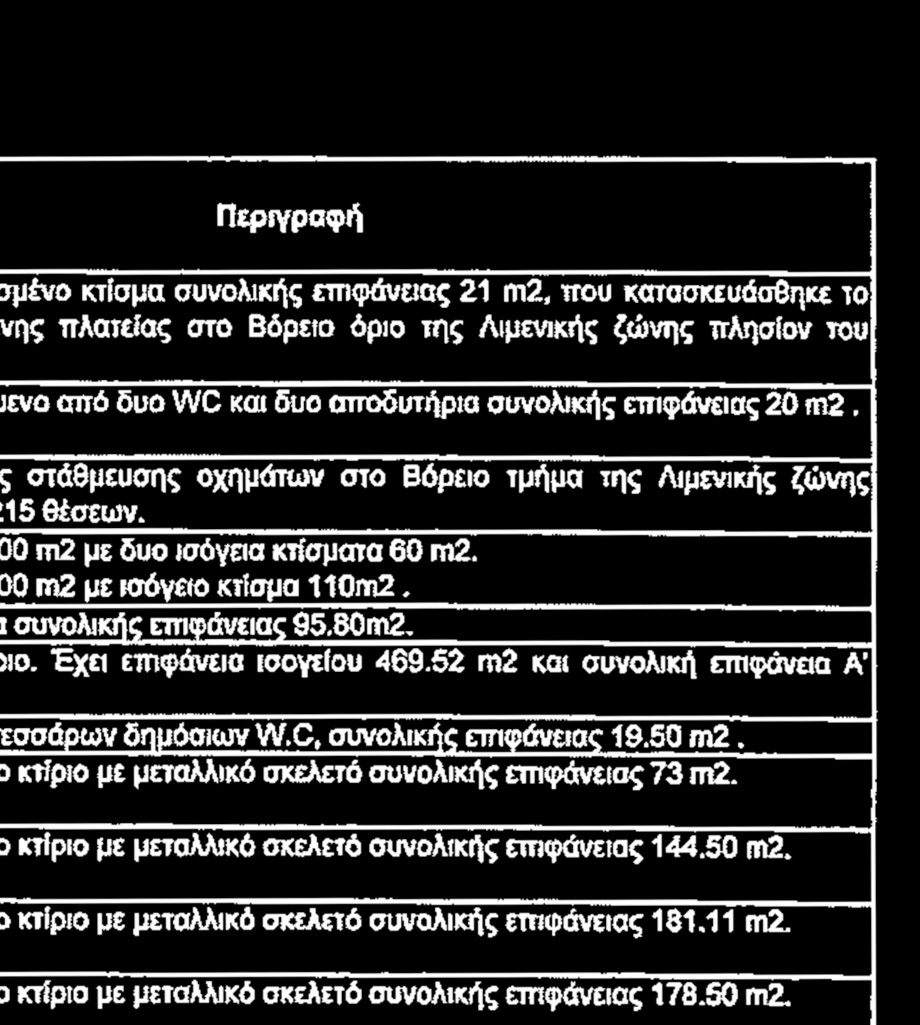 Περιγραφή
σμένο κτίσμα συνολικής επιφάνειας 21 m2, που κατασκευάσθηκε το
νης πλατείας στο Βόρειο όριο της Λιμενικής ζώνης πλησίον του
μενο από δυο WC και δυο αποδυτήρια συνολικής επιφάνειας 20 m2 .
ς στάθμευσης οχημάτων στο Βόρειο τμήμα της Λιμενικής ζώνης
215 θέσεων.
00 m2 με δυο ισόγεια κτίσματα 60 m2.
00 m2 με ισόγειο κτίσμα 110m2 .
α συνολικής επιφάνειας 95.80m2.
ριο. Έχει επιφάνεια ισογείου 469.52 m2 και συνολική επιφάνεια Α'
τεσσάρων δημόσιων W.C, συνολικής επιφάνειας 19.50 m2 .
ο κτίριο με μεταλλικό σκελετό συνολικής επιφάνειας 73 m2.
ο κτίριο με μεταλλικό σκελετό συνολικής επιφάνειας 144.50 m2.
ο κτίριο με μεταλλικό σκελετό συνολικής επιφάνειας 181.11 m2.
ο κτίριο με μεταλλικό σκελετό συνολικής επιφάνειας 178.50 m2.